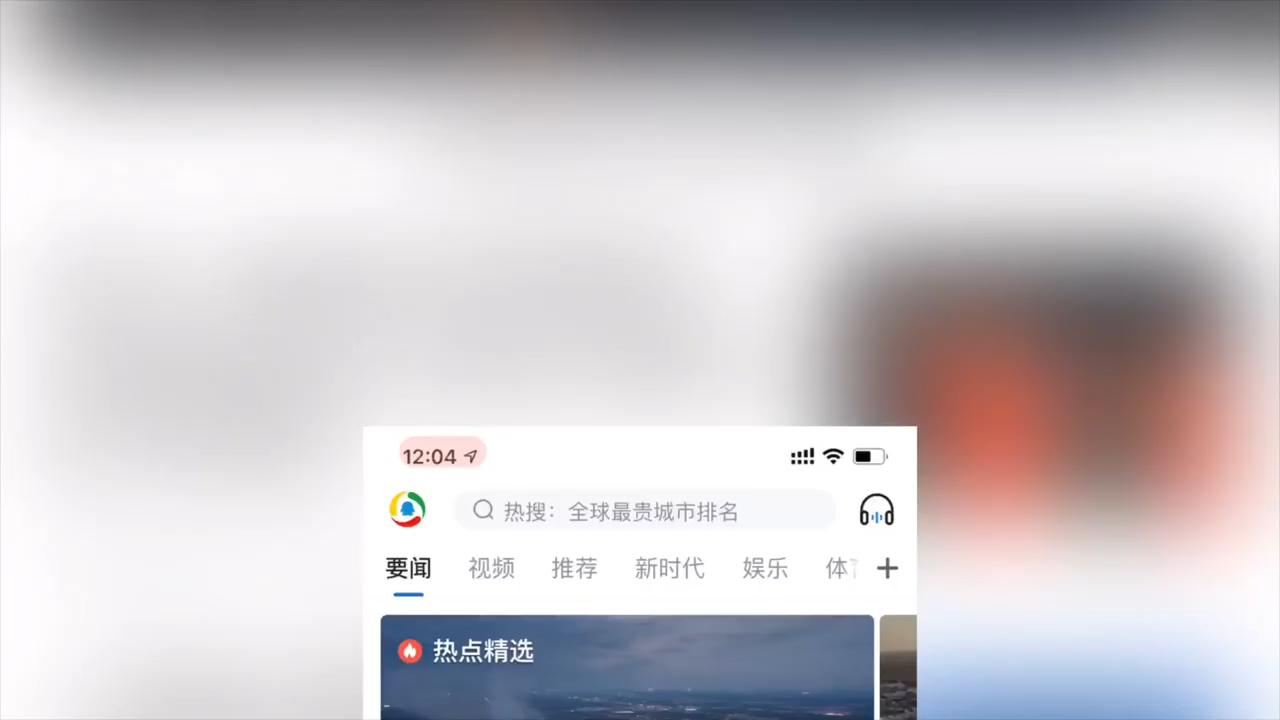 12:04
热搜：全球最贵城市排名
要闻 视频 推荐 新时代 娱乐 体
热点精选